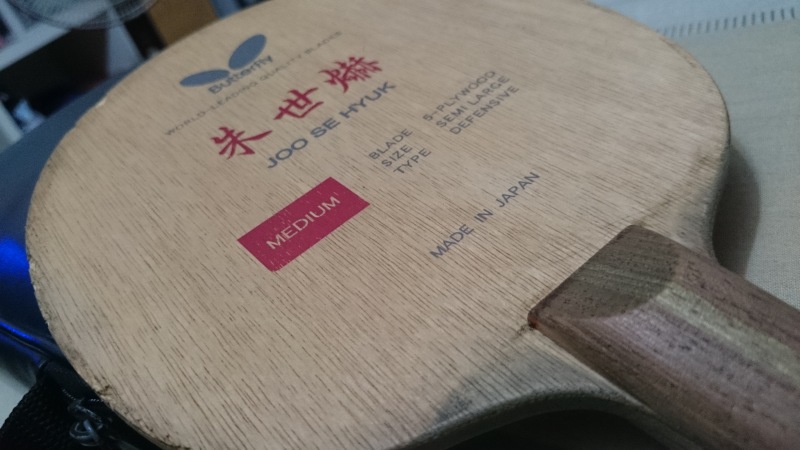 Butterfly
WORLD-LEADING QUALITY BLADES
朱世爀
JOO SE HYUK
BLADE 5-PLYWOOD
SIZE SEMI LARGE
TYPE DEFENSIVE
MEDIUM
MADE IN JAPAN